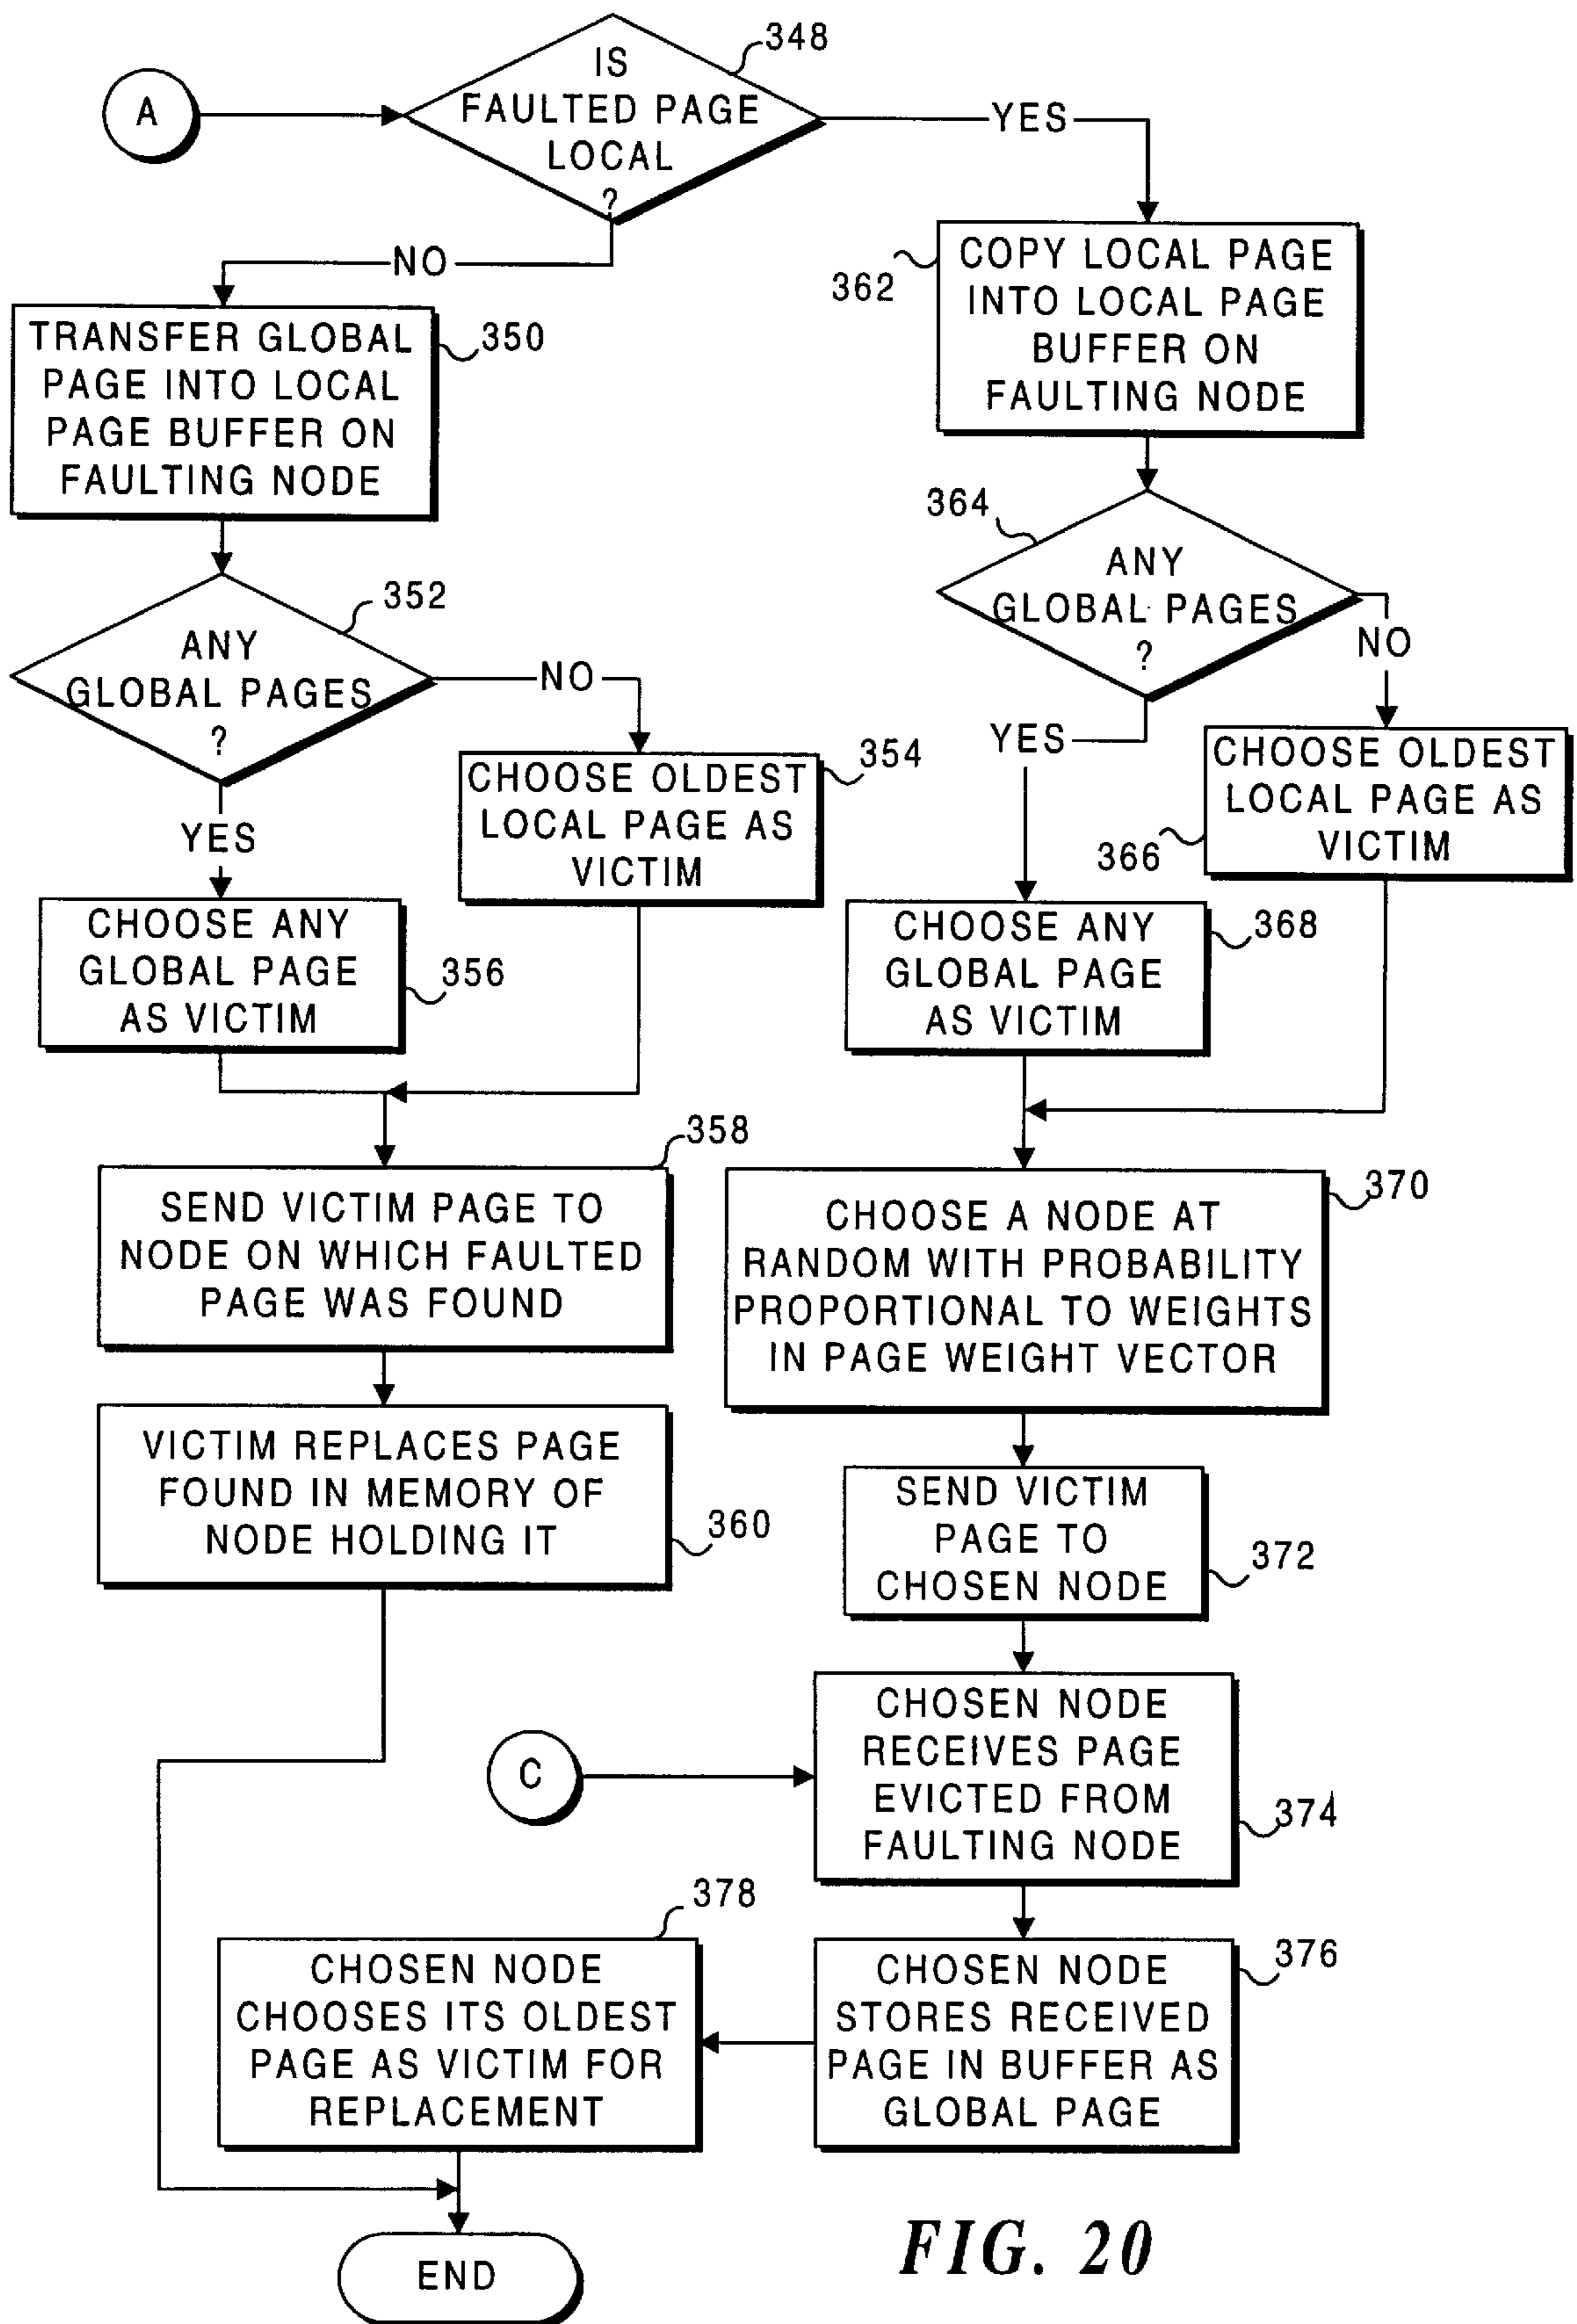 A
IS
FAULTED PAGE
LOCAL
?
348
YES
NO
TRANSFER GLOBAL
PAGE INTO LOCAL
PAGE BUFFER ON
FAULTING NODE
350
362
COPY LOCAL PAGE
INTO LOCAL PAGE
BUFFER ON
FAULTING NODE
352
ANY
GLOBAL PAGES
?
NO
YES
364
ANY
GLOBAL PAGES
?
NO
YES
CHOOSE OLDEST
LOCAL PAGE AS
VICTIM
354
CHOOSE OLDEST
LOCAL PAGE AS
VICTIM
366
CHOOSE ANY
GLOBAL PAGE
AS VICTIM
356
CHOOSE ANY
GLOBAL PAGE
AS VICTIM
368
358
SEND VICTIM PAGE TO
NODE ON WHICH FAULTED
PAGE WAS FOUND
370
CHOOSE A NODE AT
RANDOM WITH PROBABILITY
PROPORTIONAL TO WEIGHTS
IN PAGE WEIGHT VECTOR
VICTIM REPLACES PAGE
FOUND IN MEMORY OF
NODE HOLDING IT
360
SEND VICTIM
PAGE TO
CHOSEN NODE
372
C
CHOSEN NODE
RECEIVES PAGE
EVICTED FROM
FAULTING NODE
374
378
CHOSEN NODE
CHOOSES ITS OLDEST
PAGE AS VICTIM FOR
REPLACEMENT
376
CHOSEN NODE
STORES RECEIVED
PAGE IN BUFFER AS
GLOBAL PAGE
END
FIG. 20